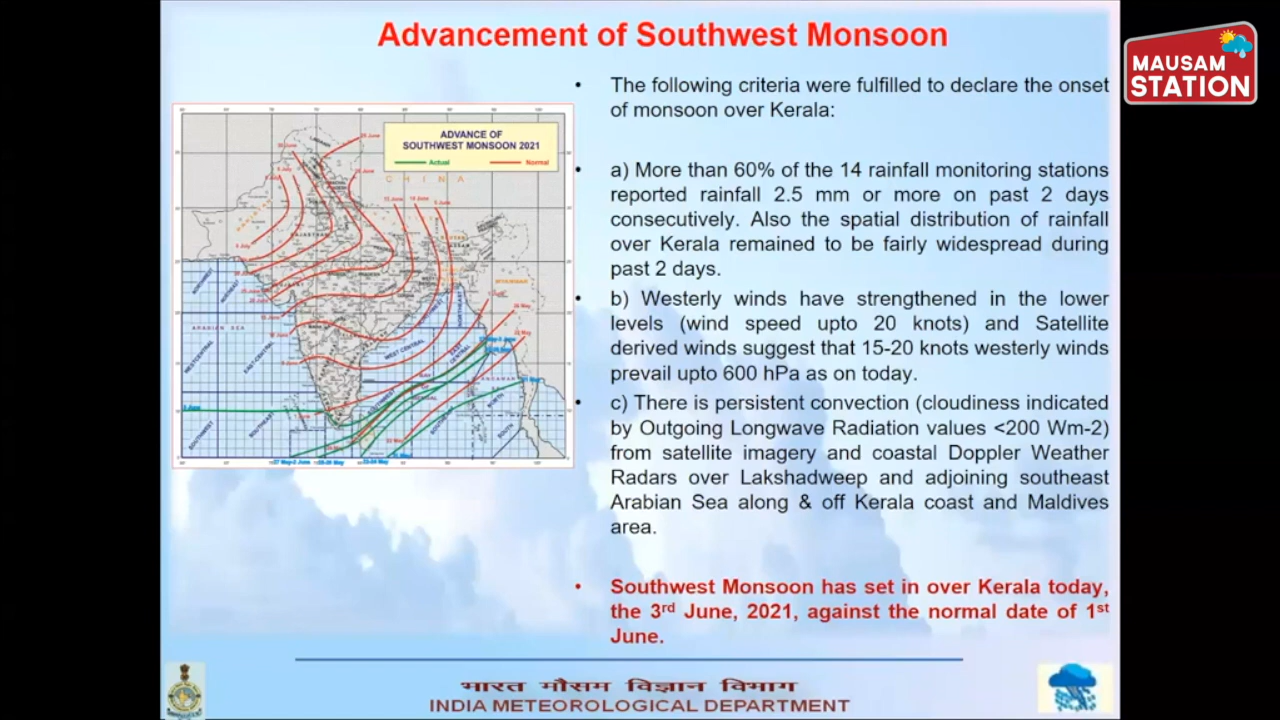 Advancement of Southwest Monsoon
MAUSAM
STATION
• The following criteria were fulfilled to declare the onset
of monsoon over Kerala:
• a) More than 60% of the 14 rainfall monitoring stations
reported rainfall 2.5 mm or more on past 2 days
consecutively. Also the spatial distribution of rainfall
over Kerala remained to be fairly widespread during
past 2 days.
• b) Westerly winds have strengthened in the lower
levels (wind speed upto 20 knots) and Satellite
derived winds suggest that 15-20 knots westerly winds
prevail upto 600 hPa as on today.
• c) There is persistent convection (cloudiness indicated
by Outgoing Longwave Radiation values <200 Wm-2)
from satellite imagery and coastal Doppler Weather
Radars over Lakshadweep and adjoining southeast
Arabian Sea along & off Kerala coast and Maldives
area.
• Southwest Monsoon has set in over Kerala today,
the 3rd June, 2021, against the normal date of 1st
June.
ADVANCE OF
SOUTHWEST MONSOON 2021
Actual Normal
CHINA
ARABIAN SEA
WEST CENTRAL
भारत मौसम विज्ञान विभाग
INDIA METEOROLOGICAL DEPARTMENT